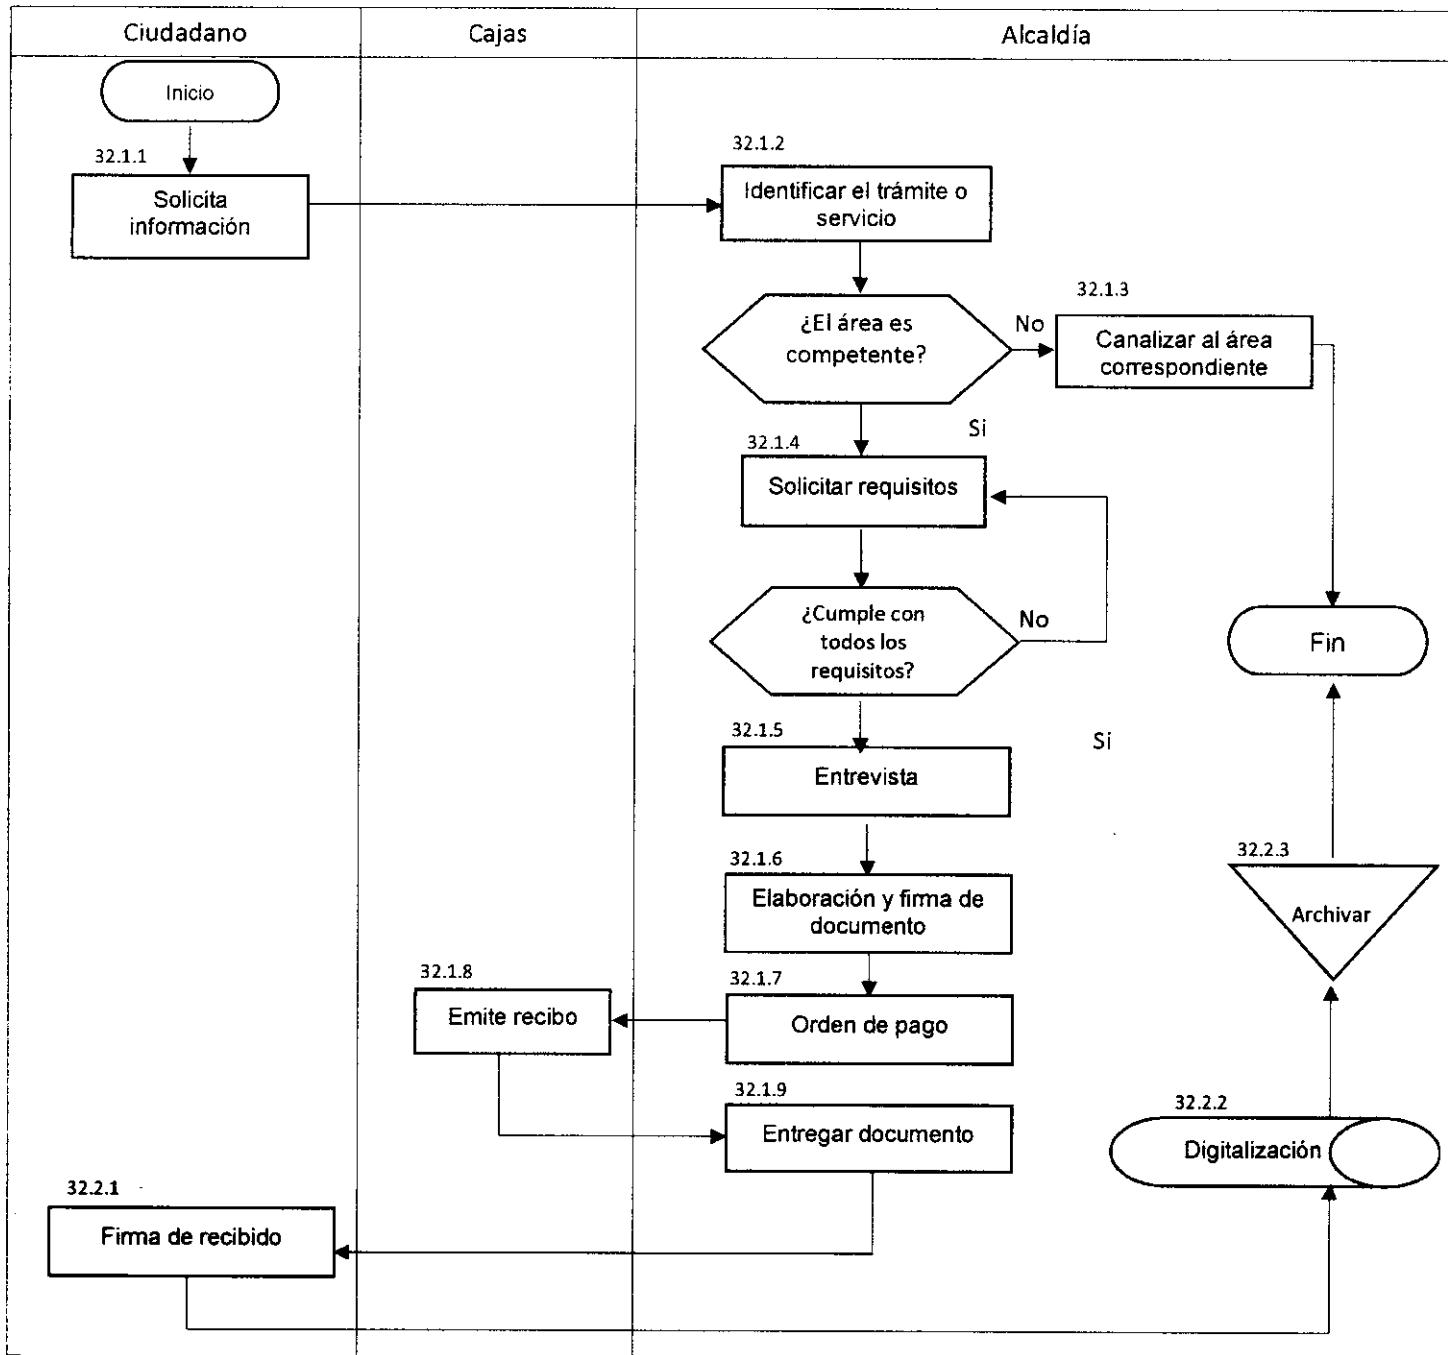 Ciudadano
Cajas
Alcaldía
Inicio
32.1.1
Solicita
información
32.1.2
Identificar el trámite o
servicio
¿El área es
competente?
No
32.1.3
Canalizar al área
correspondiente
Si
32.1.4
Solicitar requisitos
¿Cumple con
todos los
requisitos?
No
Fin
32.1.5
Sí
Entrevista
32.1.6
Elaboración y firma de
documento
32.2.3
Archivar
32.1.8
Emite recibo
32.1.7
Orden de pago
32.1.9
Entregar documento
32.2.2
Digitalización
32.2.1
Firma de recibido